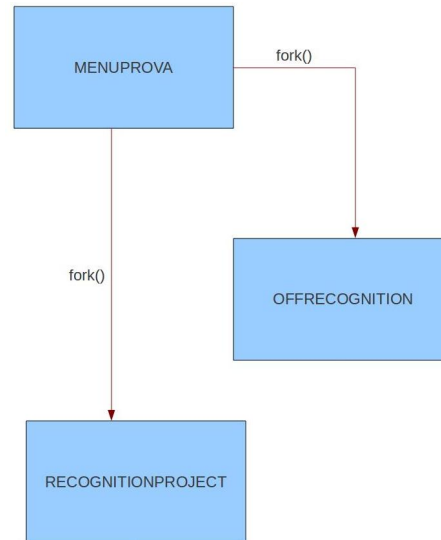 MENUPROVA
fork()
OFFRECOGNITION
fork()
RECOGNITIONPROJECT